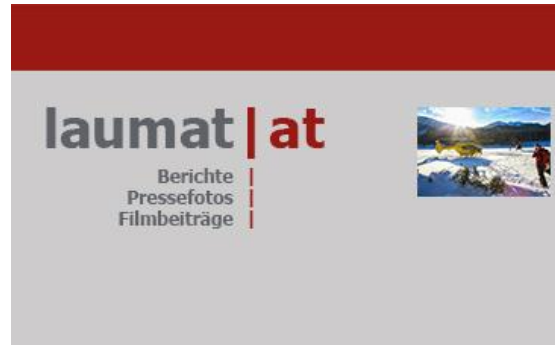 laumat|at
Berichte |
Pressefotos |
Filmbeiträge |